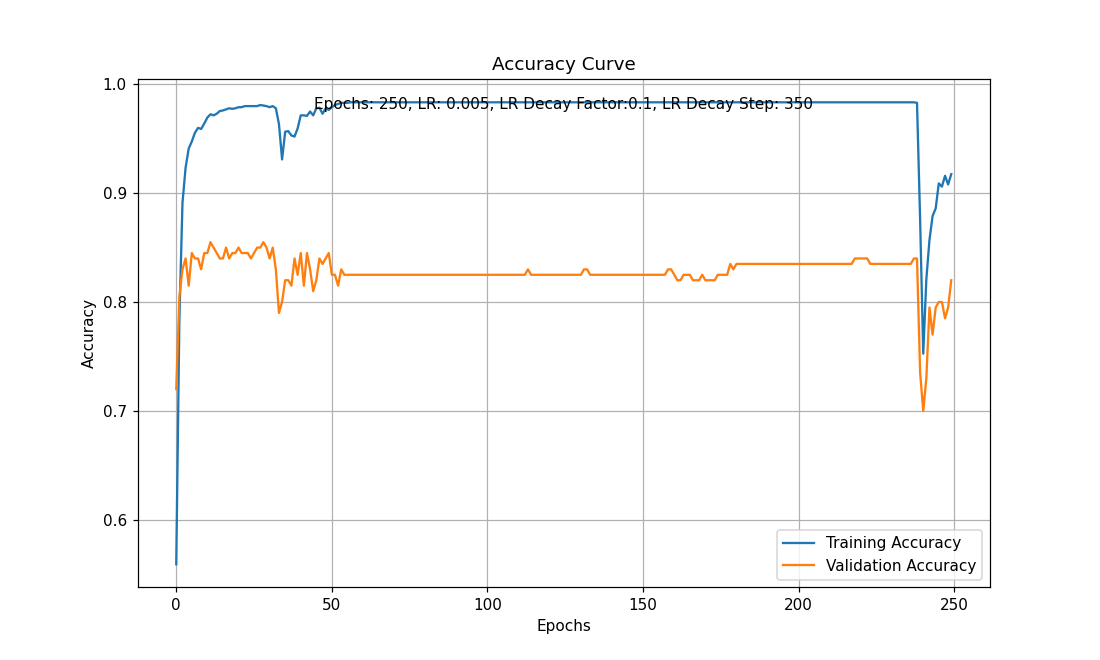 Accuracy Curve
Epochs: 250, LR: 0.005, LR Decay Factor:0.1, LR Decay Step: 350
1.0
0.9
0.8
0.7
0.6
Accuracy
0 50 100 150 200 250
Epochs
Training Accuracy
Validation Accuracy